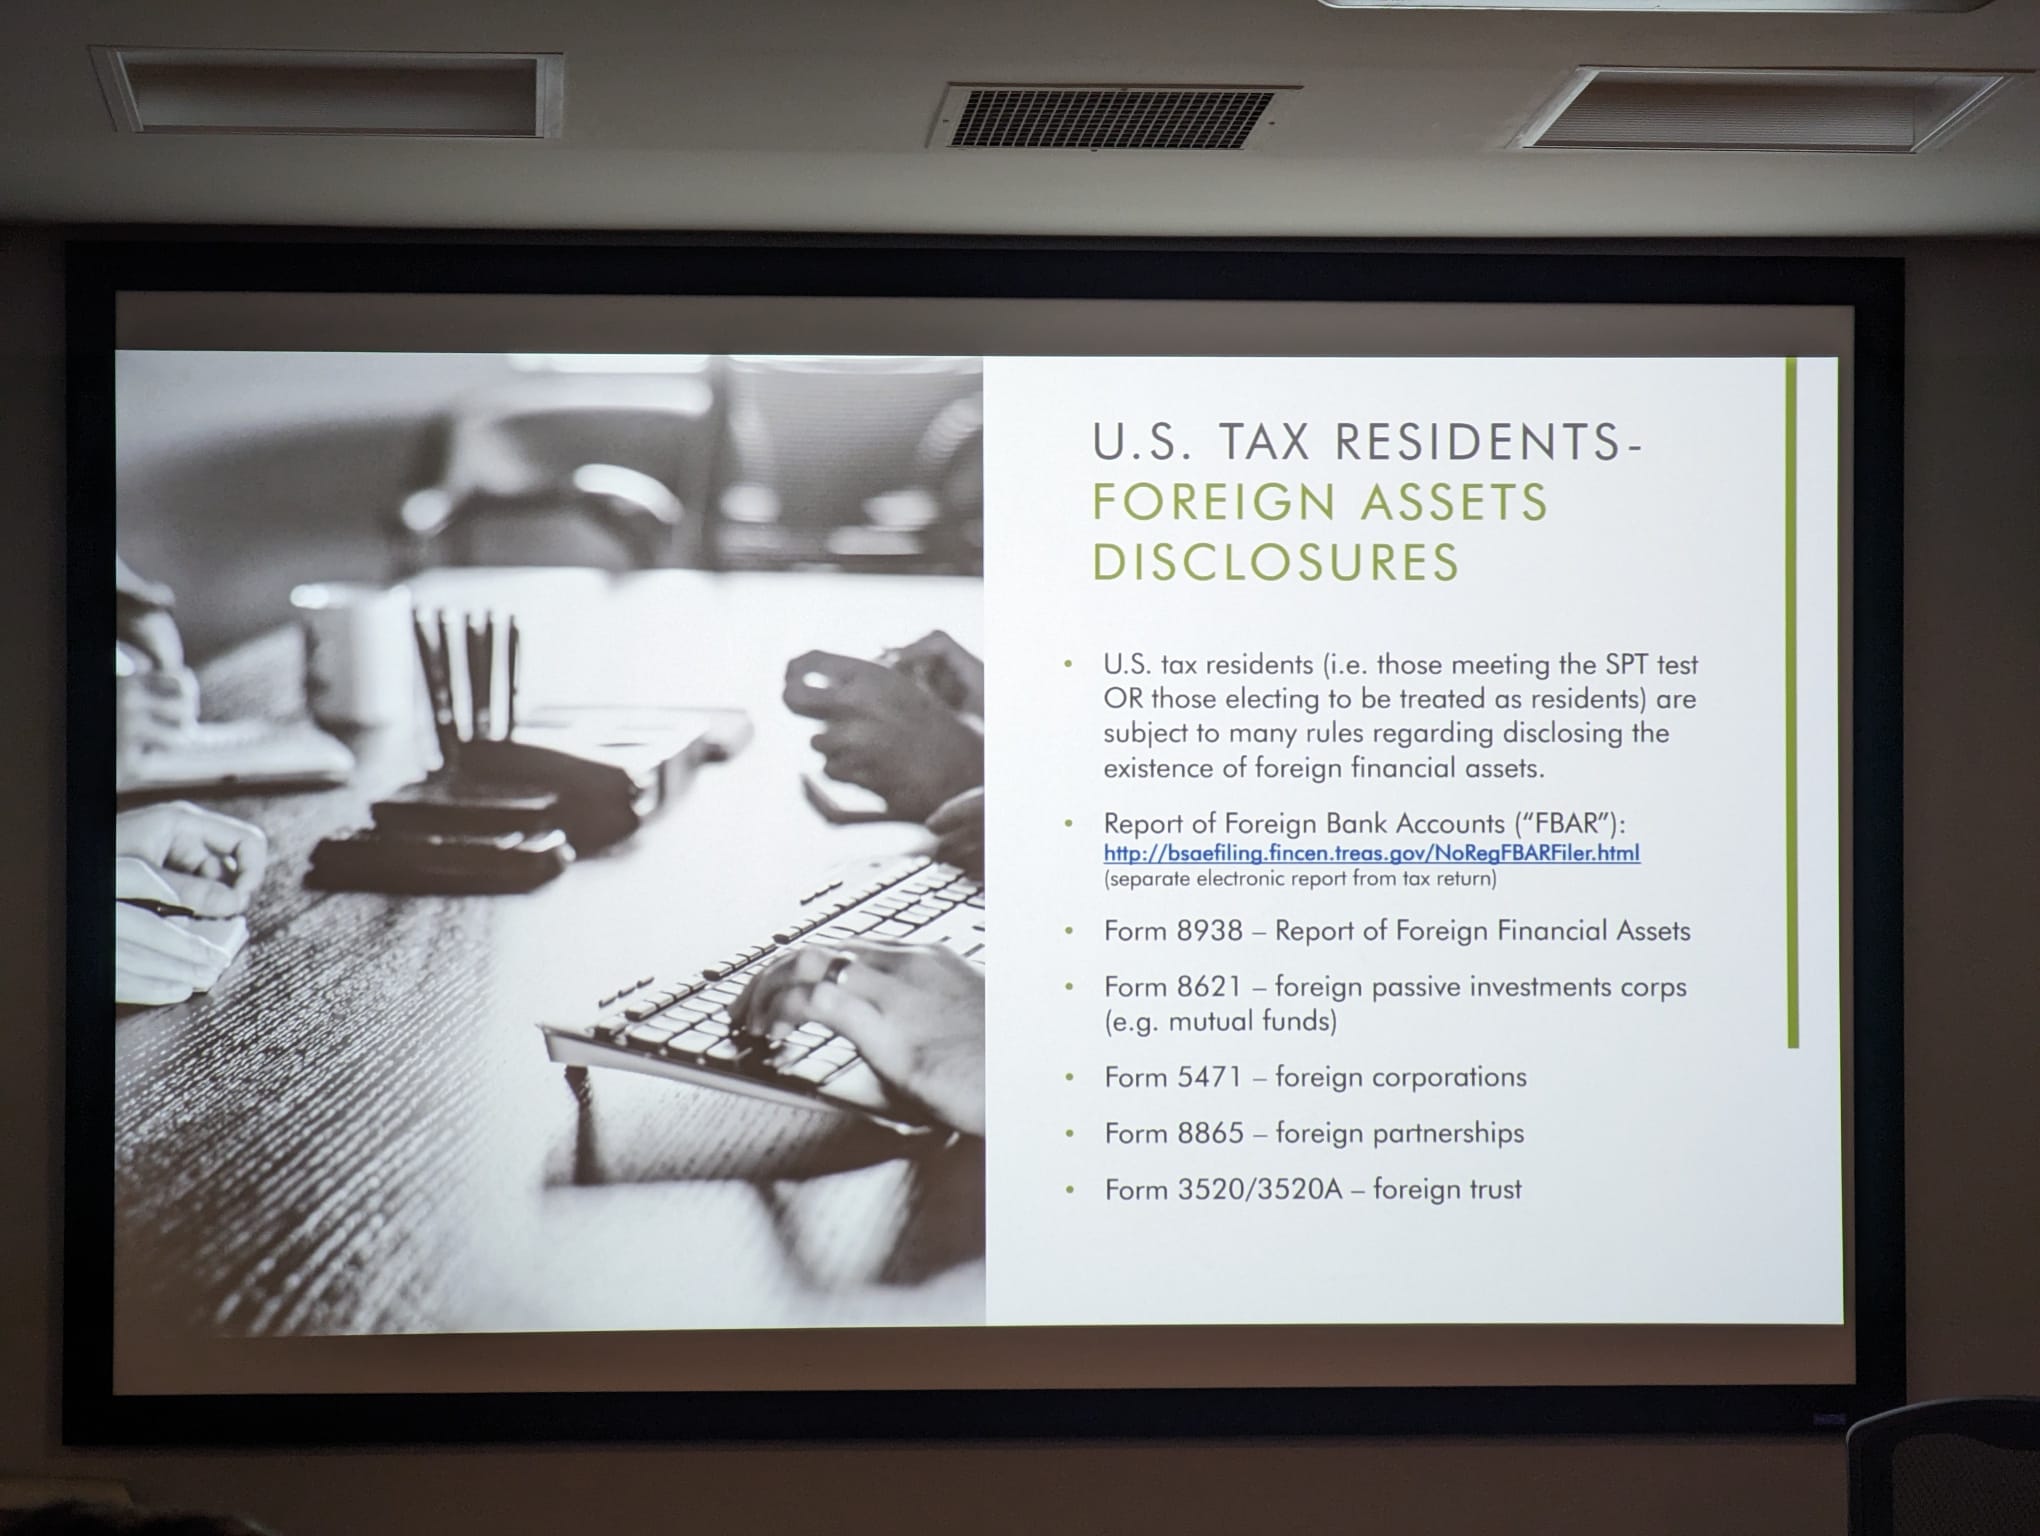 U.S. TAX RESIDENTS-
FOREIGN ASSETS
DISCLOSURES
• U.S. tax residents (i.e. those meeting the SPT test
OR those electing to be treated as residents) are
subject to many rules regarding disclosing the
existence of foreign financial assets.
• Report of Foreign Bank Accounts (“FBAR”):
http://bsaefiling.fincen.treas.gov/NoRegFBARFiler.html
(separate electronic report from tax return)
• Form 8938 – Report of Foreign Financial Assets
• Form 8621 – foreign passive investments corps
(e.g. mutual funds)
• Form 5471 – foreign corporations
• Form 8865 – foreign partnerships
• Form 3520/3520A – foreign trust